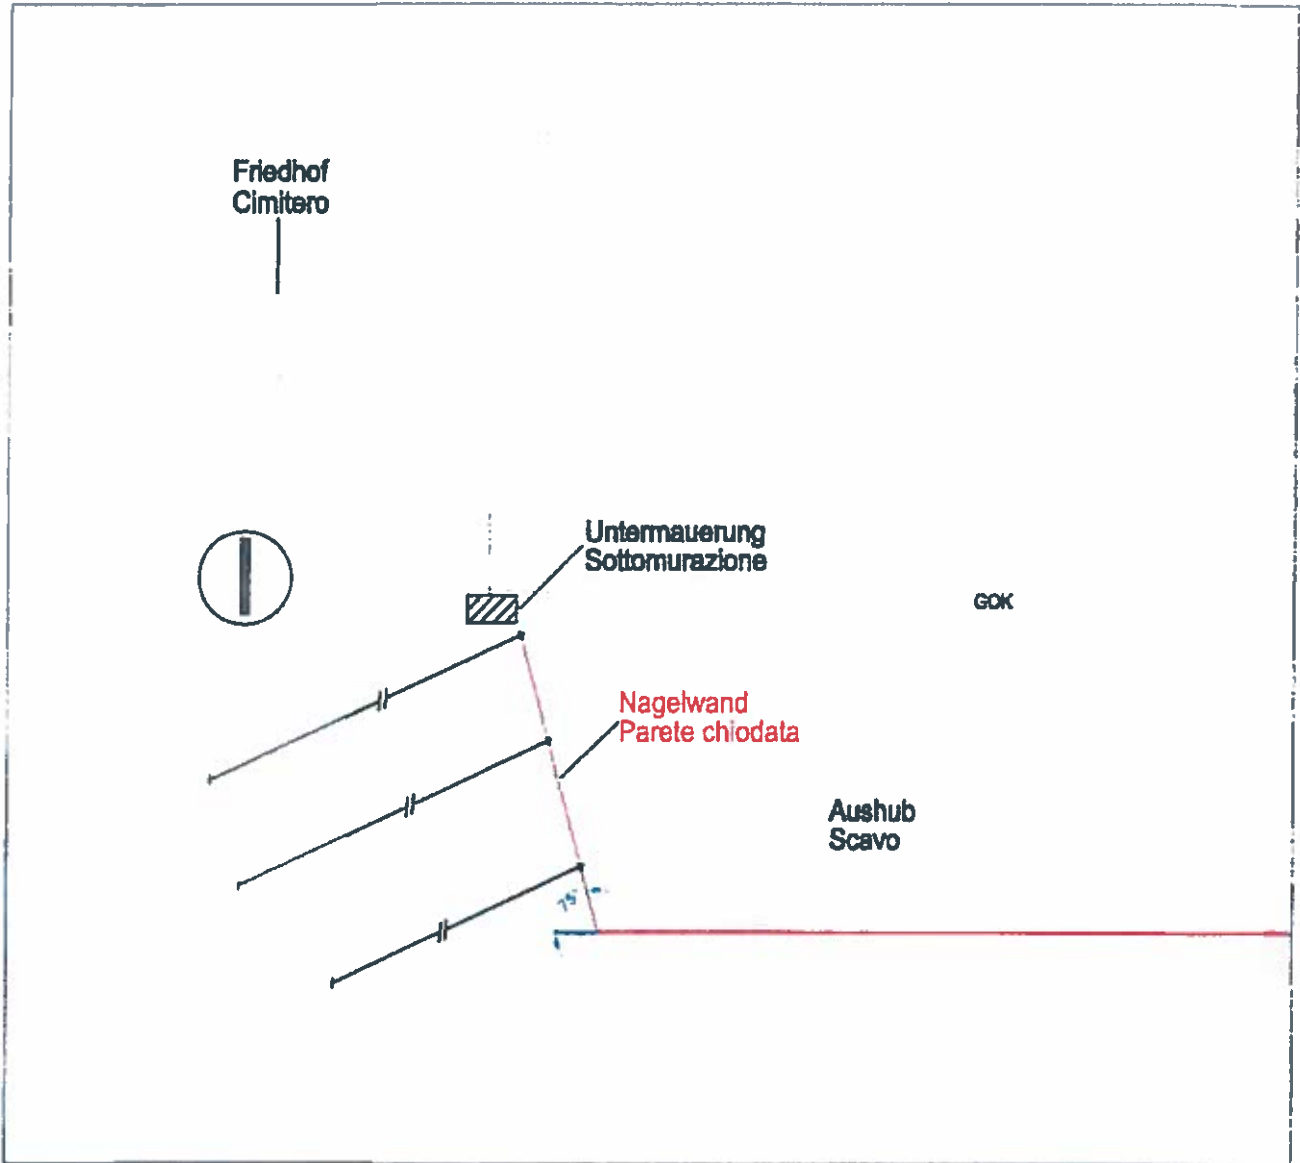 Friedhof
Cimitero
I
Untermauerung
Sottomurazione
GOK
Nagelwand
Parete chiodata
Aushub
Scavo
75°